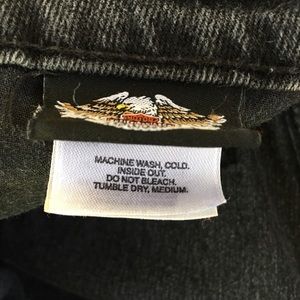 MACHINE WASH, COLD.
INSIDE OUT.
DO NOT BLEACH.
TUMBLE DRY, MEDIUM.